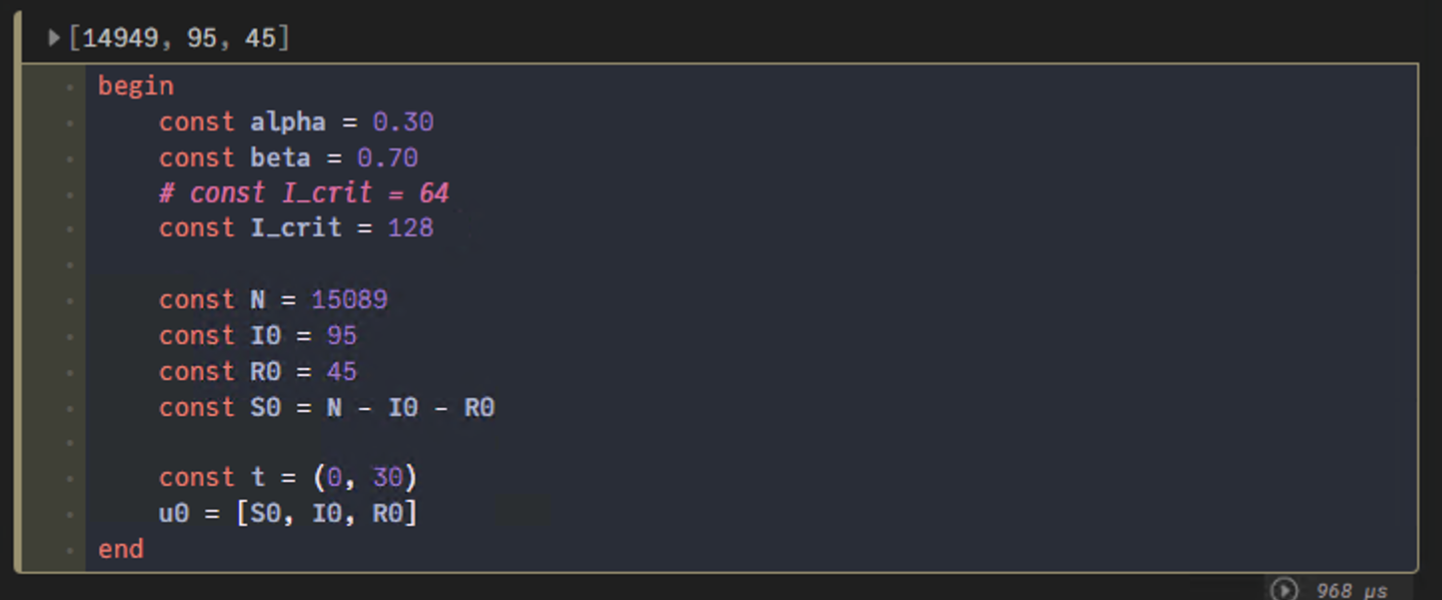 [14949, 95, 45]
begin
const alpha = 0.30
const beta = 0.70
# const I_crit = 64
const I_crit = 128
const N = 15089
const I0 = 95
const R0 = 45
const S0 = N - I0 - R0
const t = (0, 30)
u0 = [S0, I0, R0]
end
968 μs